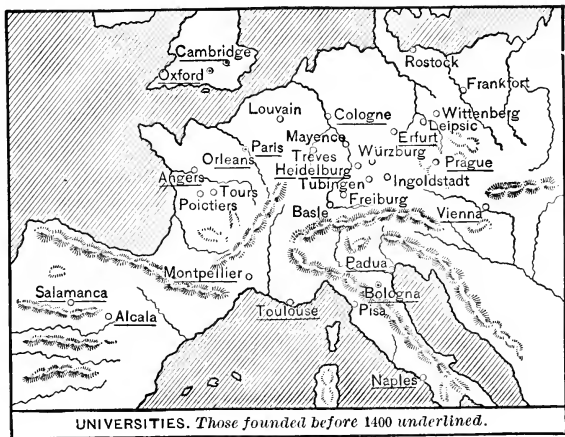 Cambridge
Oxford
Rostock
Frankfort
Louvain
Cologne
Wittenberg
Leipsic
Erfurt
Mayence
Paris
Treves
Würzburg
Prague
Orleans
Heidelburg
Angers
Tubingen
Ingoldstadt
Tours
Freiburg
Poictiers
Basle
Vienna
Padua
Montpellier
Bologna
Salamanca
Toulouse
Pisa
Alcala
Naples
UNIVERSITIES. Those founded before 1400 underlined.